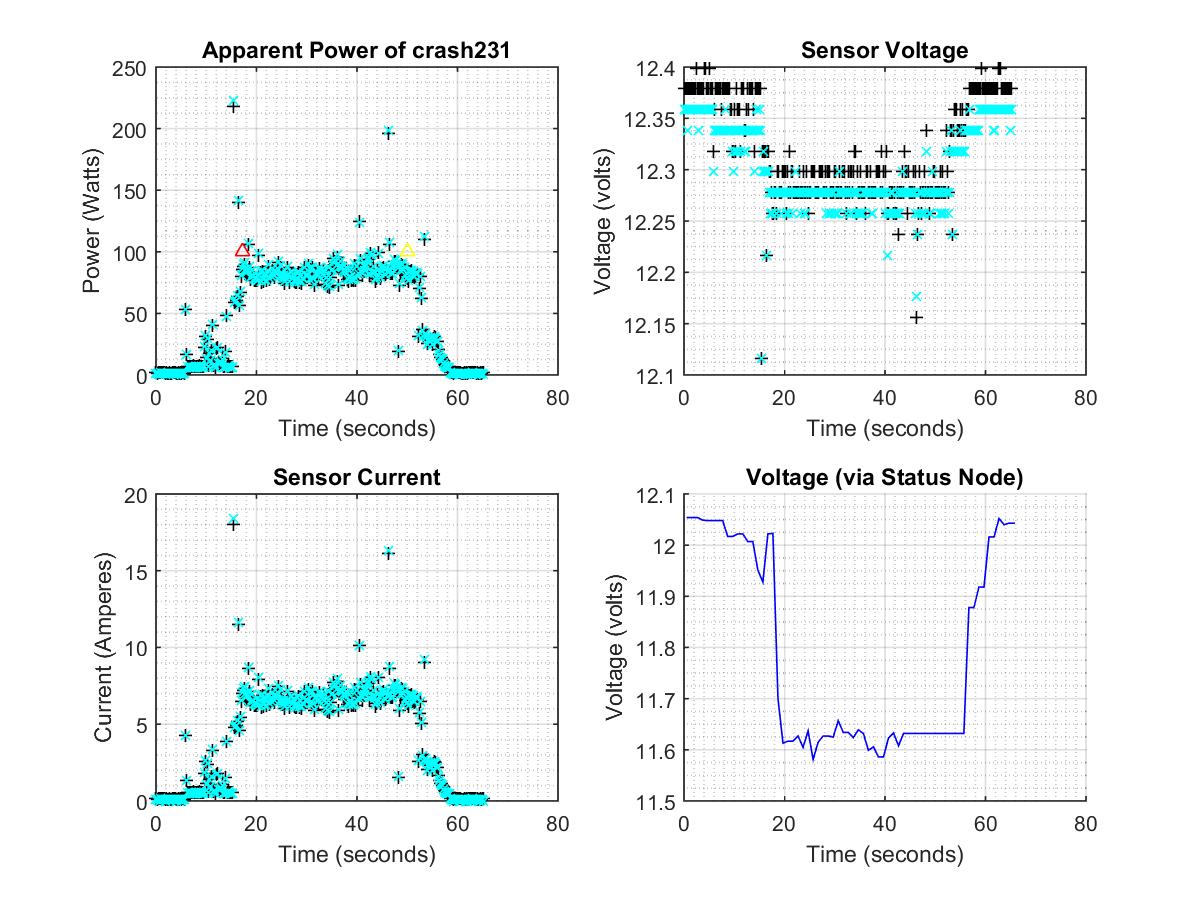 Apparent Power of crash231
250
200
150
100
50
0
Power (Watts)
0 20 40 60 80
Time (seconds)
Sensor Voltage
12.4
12.35
12.3
12.25
12.2
12.15
12.1
Voltage (volts)
0 20 40 60 80
Time (seconds)
Sensor Current
20
15
10
5
0
Current (Amperes)
0 20 40 60 80
Time (seconds)
Voltage (via Status Node)
12.1
12
11.9
11.8
11.7
11.6
11.5
Voltage (volts)
0 20 40 60 80
Time (seconds)